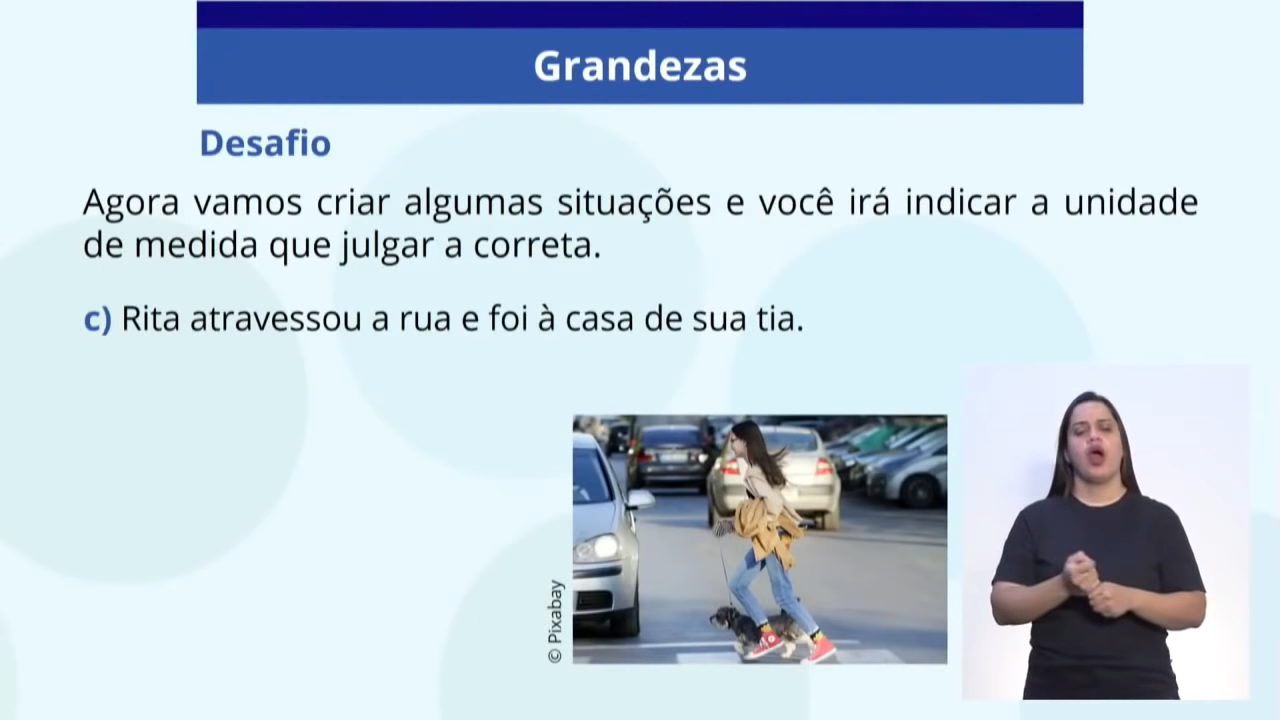 Grandezas
Desafio
Agora vamos criar algumas situações e você irá indicar a unidade
de medida que julgar a correta.
c) Rita atravessou a rua e foi à casa de sua tia.
© Pixabay